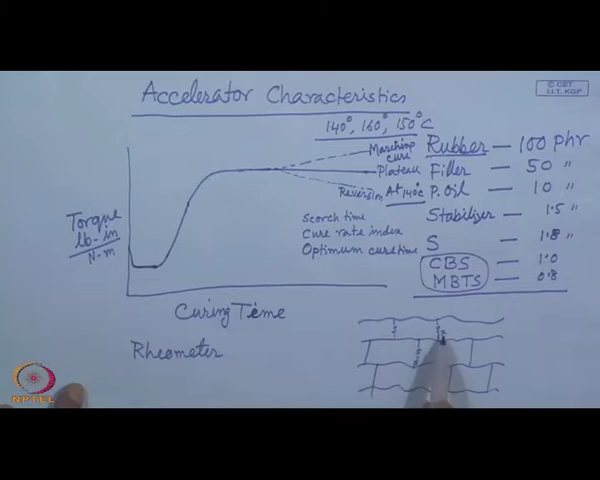 © CET
I.I.T. KGP
Accelerator Characteristics
140°, 160°, 150°C
Marching cure
Plateau
Reversion
At 140°C
Torque
lb-in
N-m
Scorch time
Cure rate index
Optimum cure time
Curing Time
Rheometer
Rubber — 100 Phr
Filler — 50 "
P. Oil — 10 "
Stabiliser — 1.5 "
S — 1.8 "
CBS — 1.0
MBTS — 0.8
S
S
S
NPTEL